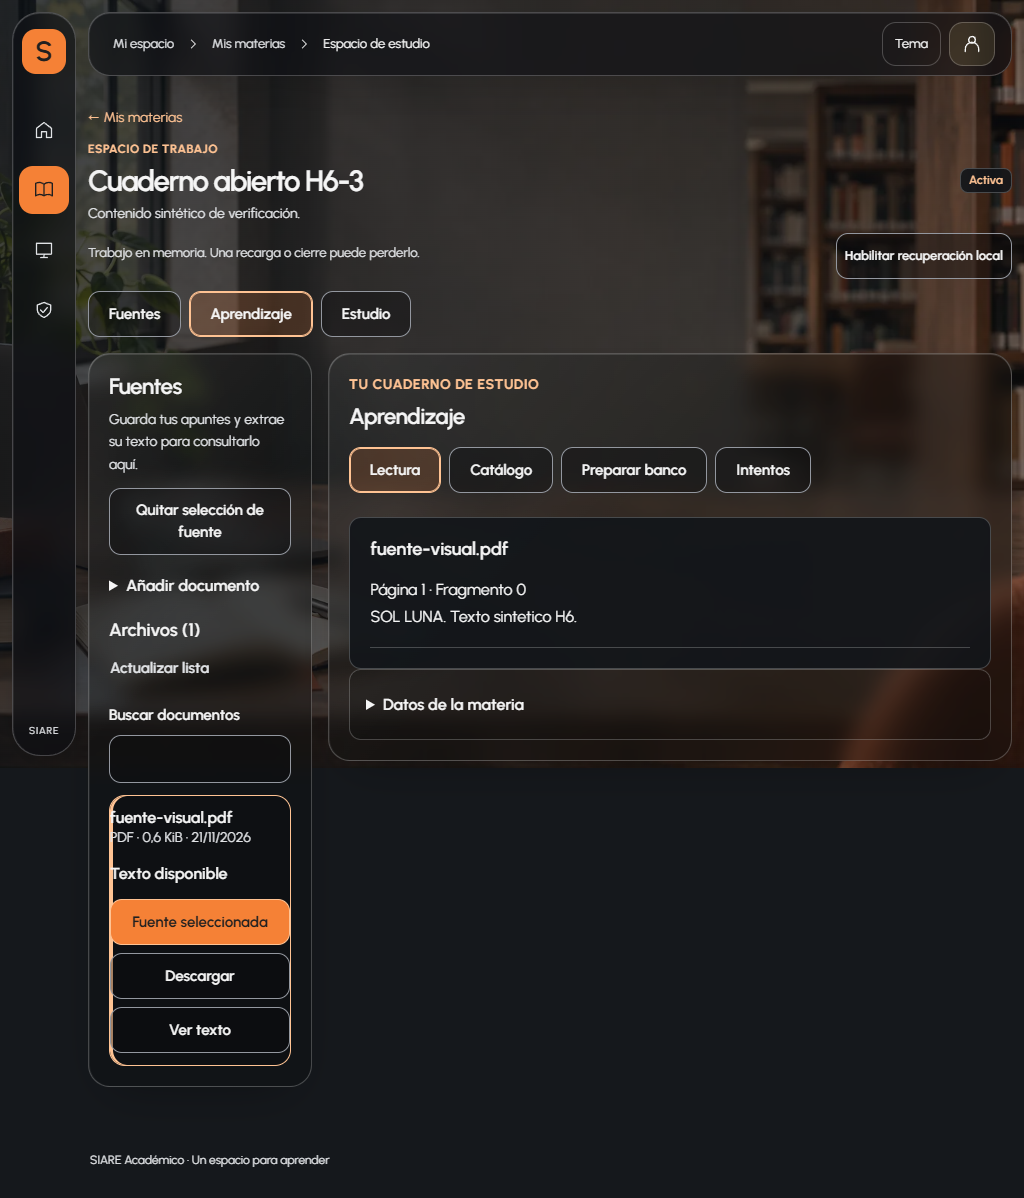 S
Mi espacio > Mis materias > Espacio de estudio
Tema
← Mis materias
ESPACIO DE TRABAJO
Cuaderno abierto H6-3
Activa
Contenido sintético de verificación.
Trabajo en memoria. Una recarga o cierre puede perderlo.
Habilitar recuperación local
Fuentes
Aprendizaje
Estudio
Fuentes
Guarda tus apuntes y extrae
su texto para consultarlo
aquí.
Quitar selección de
fuente
Añadir documento
Archivos (1)
Actualizar lista
Buscar documentos
fuente-visual.pdf
PDF · 0,6 KiB · 21/11/2026
Texto disponible
Fuente seleccionada
Descargar
Ver texto
TU CUADERNO DE ESTUDIO
Aprendizaje
Lectura
Catálogo
Preparar banco
Intentos
fuente-visual.pdf
Página 1 · Fragmento 0
SOL LUNA. Texto sintetico H6.
Datos de la materia
SIARE
SIARE Académico · Un espacio para aprender